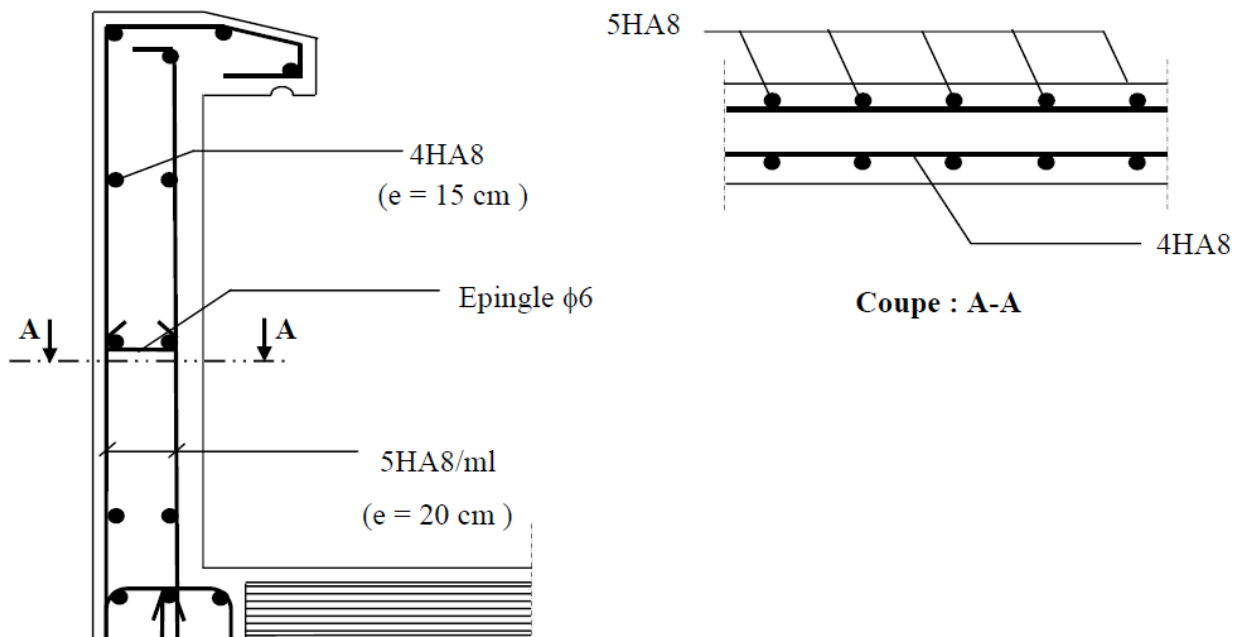 4HA8
(e = 15 cm )
Epingle ϕ6
A A
5HA8/ml
(e = 20 cm )
5HA8
4HA8
Coupe : A-A